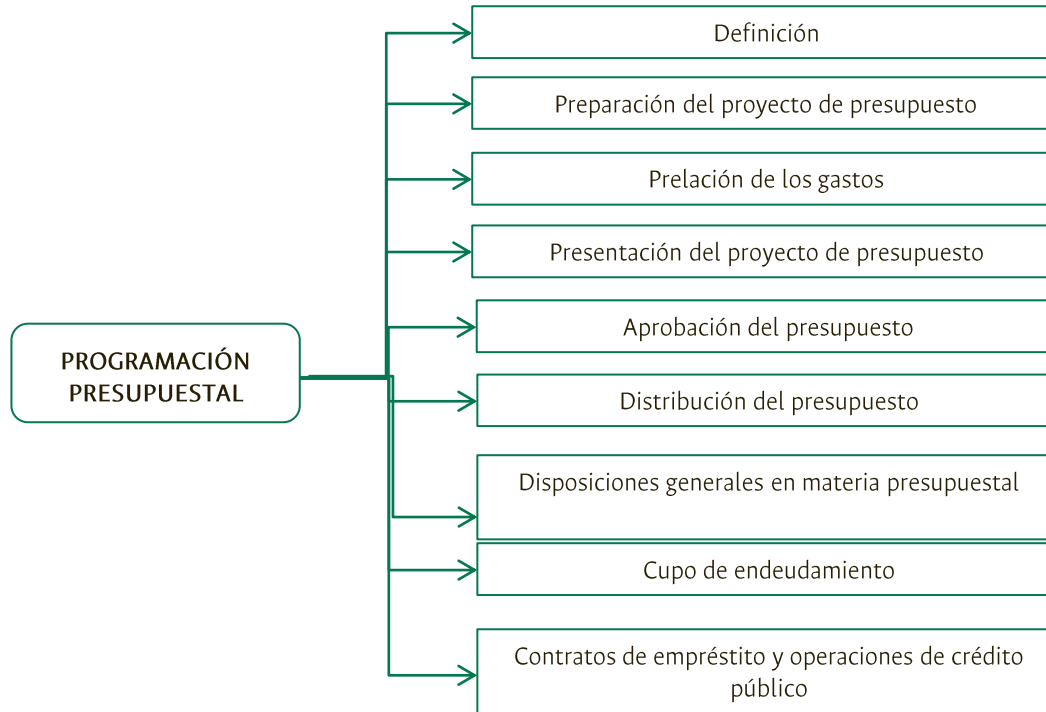 Definición
Preparación del proyecto de presupuesto
Prelación de los gastos
Presentación del proyecto de presupuesto
Aprobación del presupuesto
PROGRAMACIÓN
PRESUPUESTAL
Distribución del presupuesto
Disposiciones generales en materia presupuestal
Cupo de endeudamiento
Contratos de empréstito y operaciones de crédito
público